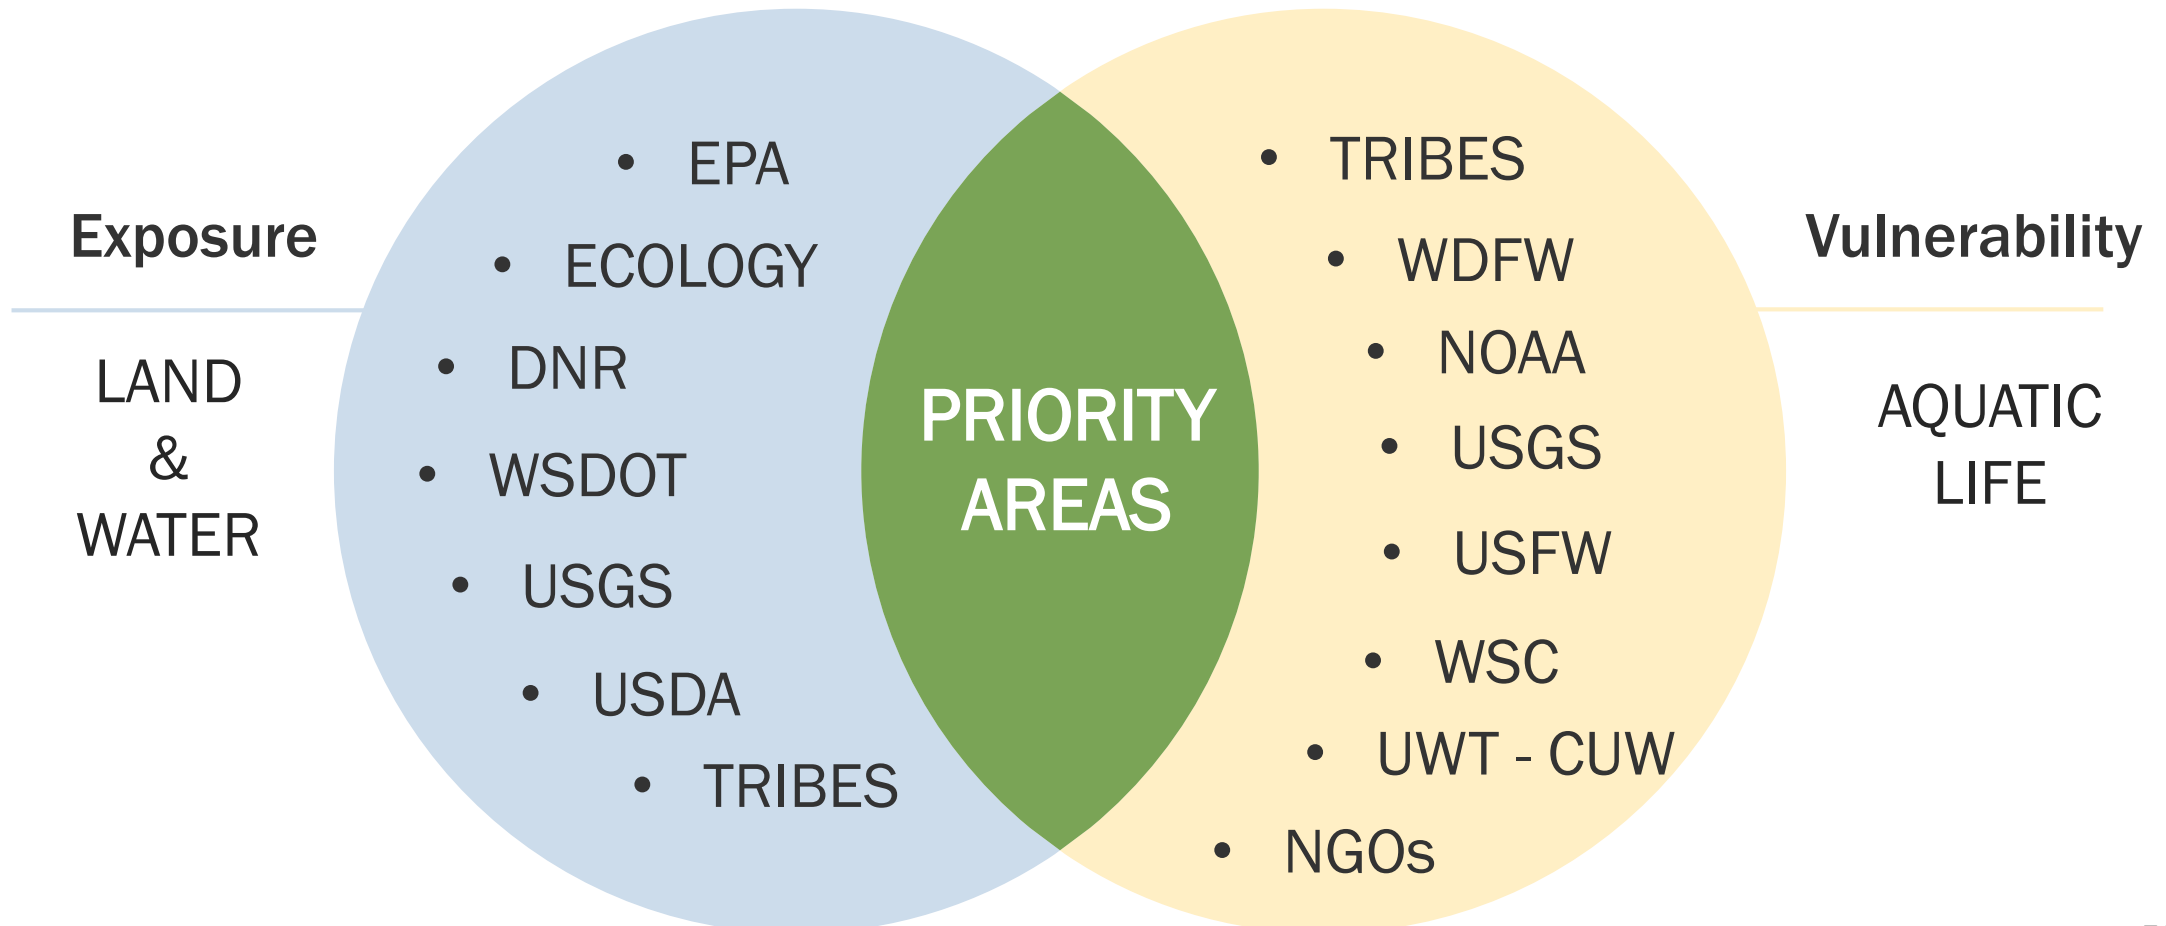 Exposure
LAND
&
WATER
• EPA
• ECOLOGY
• DNR
• WSDOT
• USGS
• USDA
• TRIBES
PRIORITY
AREAS
• TRIBES
• WDFW
• NOAA
• USGS
• USFW
• WSC
• UWT - CUW
• NGOs
Vulnerability
AQUATIC
LIFE